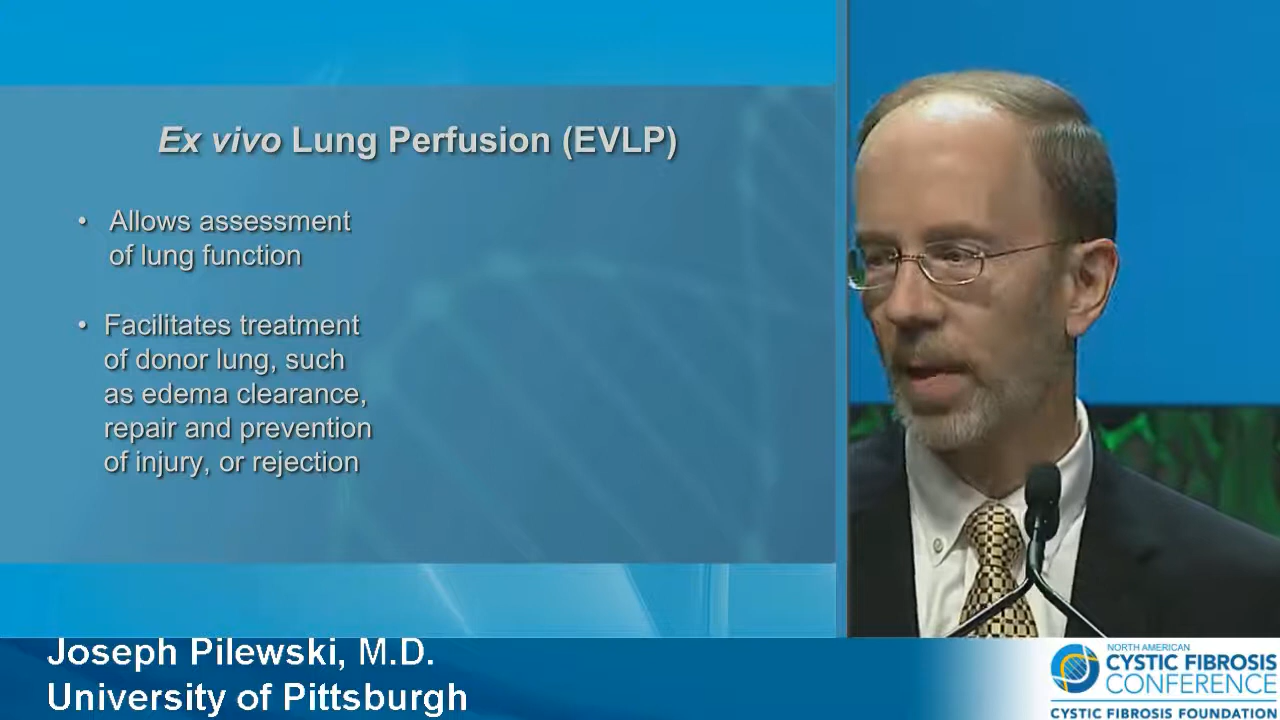 Ex vivo Lung Perfusion (EVLP)
• Allows assessment
of lung function
• Facilitates treatment
of donor lung, such
as edema clearance,
repair and prevention
of injury, or rejection
Joseph Pilewski, M.D.
University of Pittsburgh
NORTH AMERICAN
CYSTIC FIBROSIS
CONFERENCE
CYSTIC FIBROSIS FOUNDATION